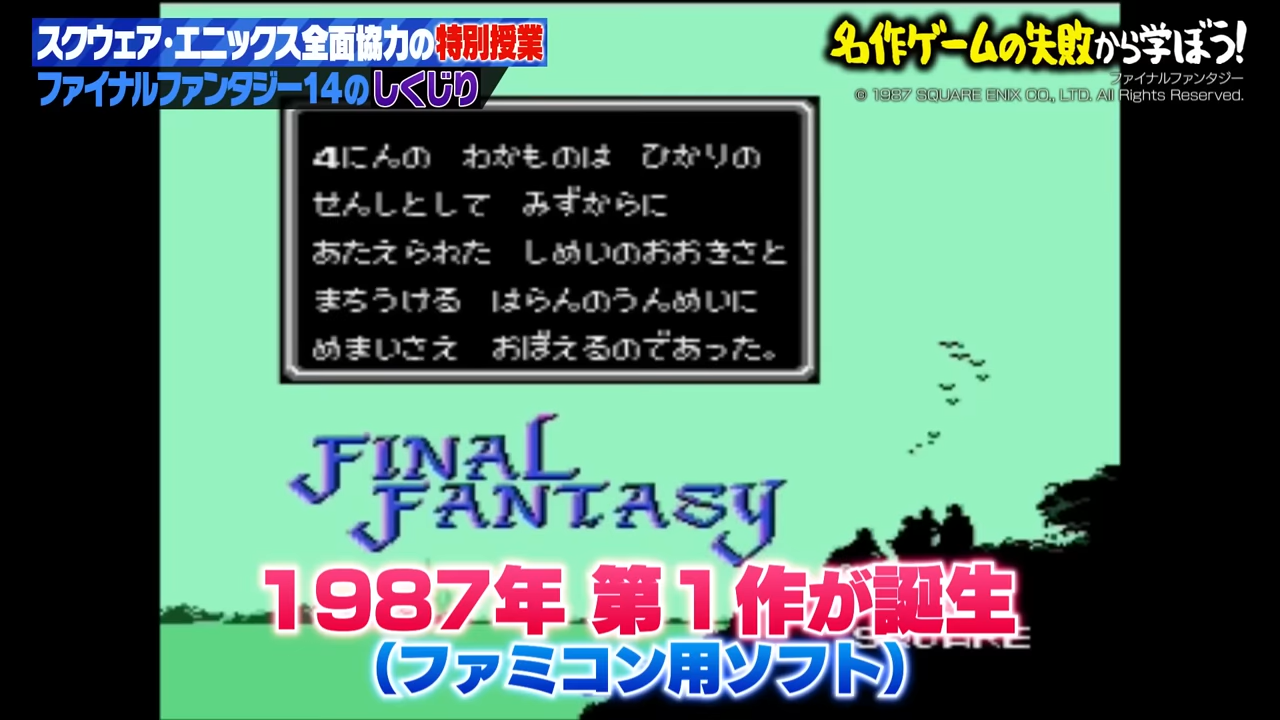 スクウェア・エニックス全面協力の特別授業
ファイナルファンタジー14のしくじり
名作ゲームの失敗から学ぼう!
ファイナルファンタジー
© 1987 SQUARE ENIX CO., LTD. All Rights Reserved.
4にんの わかものは ひかりの
せんしとして みずからに
あたえられた しめいのおおきさと
まちうける はらんのうんめいに
めまいさえ おぼえるのであった。
FINAL
FANTASY
1987年 第1作が誕生
SQUARE
(ファミコン用ソフト)